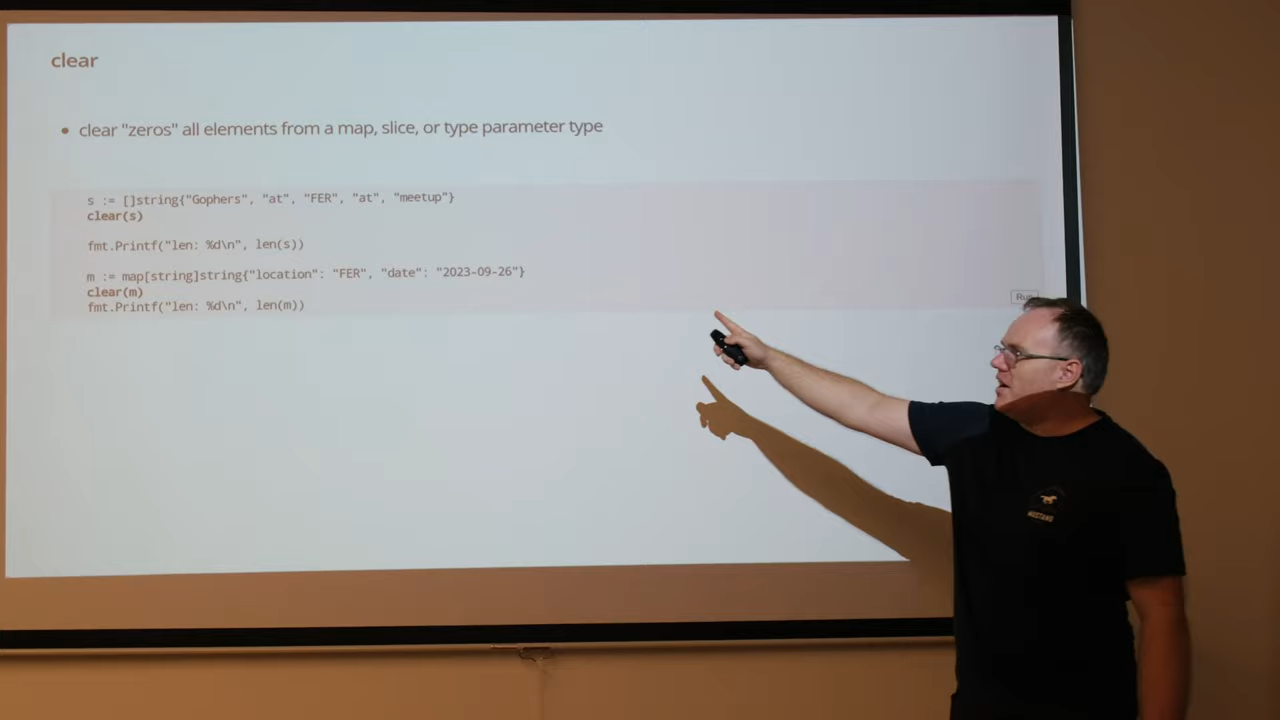 clear
• clear "zeros" all elements from a map, slice, or type parameter type
s := []string{"Gophers", "at", "FER", "at", "meetup"}
clear(s)
fmt.Printf("len: %d\n", len(s))
m := map[string]string{"location": "FER", "date": "2023-09-26"}
clear(m)
fmt.Printf("len: %d\n", len(m))
MUSTANG